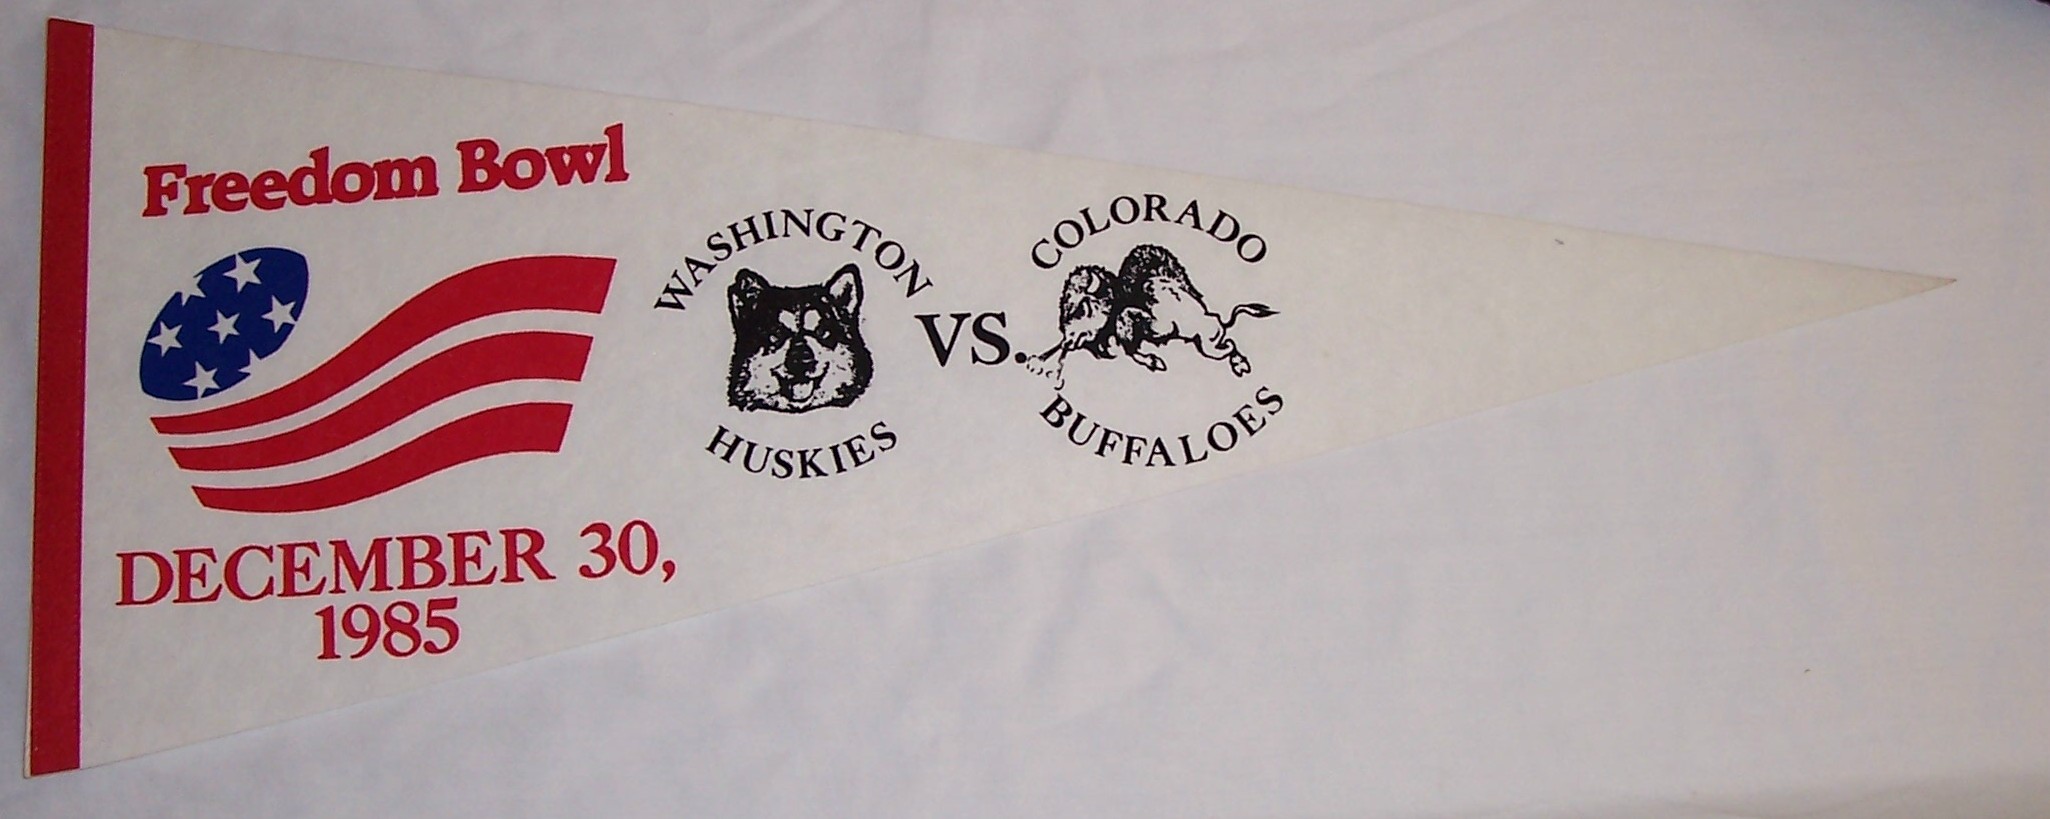 Freedom Bowl
DECEMBER 30,
1985
WASHINGTON
HUSKIES
VS.
COLORADO
BUFFALOES